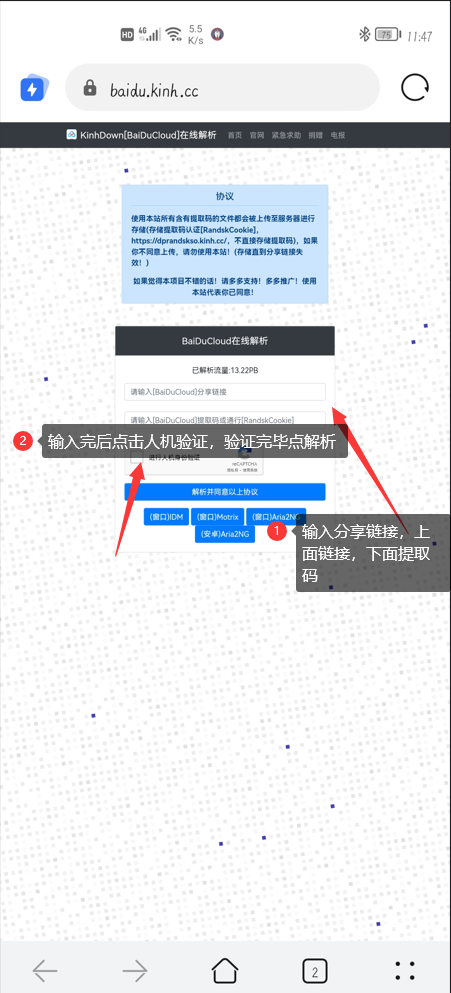 HD 4G 5.5 K/s 75 11:47
baidu.kinh.cc
KinhDown[BaiDuCloud]在线解析 首页 官网 紧急求助 捐赠 电报
协议
使用本站所有含有提取码的文件都会被上传至服务器进行
存储(存储提取码认证[RandskCookie]，
https://dprandskso.kinh.cc/，不直接存储提取码)，如果
你不同意上传，请勿使用本站！(存储直到分享链接失
效！)
如果觉得本项目不错的话！请多多支持！多多推广！使用
本站代表你已同意！
BaiDuCloud在线解析
已解析流量:13.22PB
请输入[BaiDuCloud]分享链接
请输入[BaiDuCloud]提取码或通行[RandskCookie]
2 输入完后点击人机验证，验证完毕点解析
进行人机身份验证
reCAPTCHA
解析并同意以上协议
(窗口)IDM (窗口)Motrix (窗口)Aria2NG
(安卓)Aria2NG
1 输入分享链接，上
面链接，下面提取
码
2